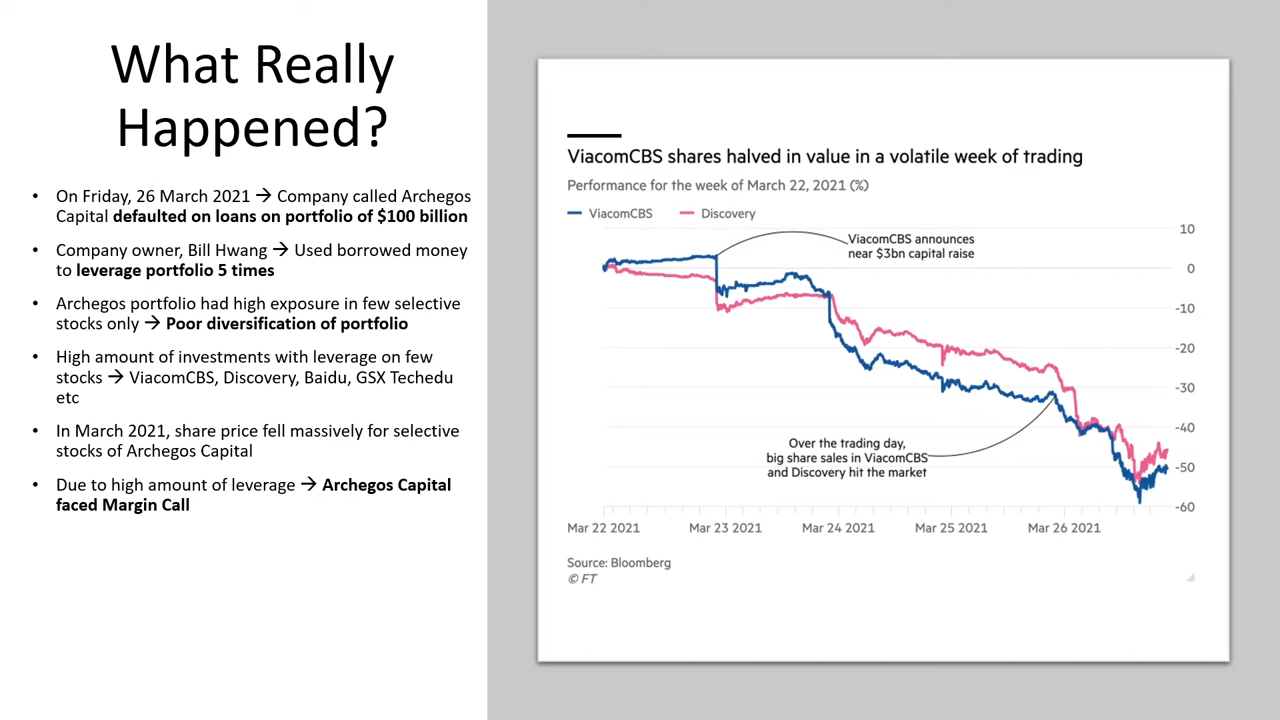 What Really
Happened?
• On Friday, 26 March 2021 → Company called Archegos
Capital defaulted on loans on portfolio of $100 billion
• Company owner, Bill Hwang → Used borrowed money
to leverage portfolio 5 times
• Archegos portfolio had high exposure in few selective
stocks only → Poor diversification of portfolio
• High amount of investments with leverage on few
stocks → ViacomCBS, Discovery, Baidu, GSX Techedu
etc
• In March 2021, share price fell massively for selective
stocks of Archegos Capital
• Due to high amount of leverage → Archegos Capital
faced Margin Call
ViacomCBS shares halved in value in a volatile week of trading
Performance for the week of March 22, 2021 (%)
ViacomCBS Discovery
ViacomCBS announces
near $3bn capital raise
Over the trading day,
big share sales in ViacomCBS
and Discovery hit the market
10
0
-10
-20
-30
-40
-50
-60
Mar 22 2021 Mar 23 2021 Mar 24 2021 Mar 25 2021 Mar 26 2021
Source: Bloomberg
© FT